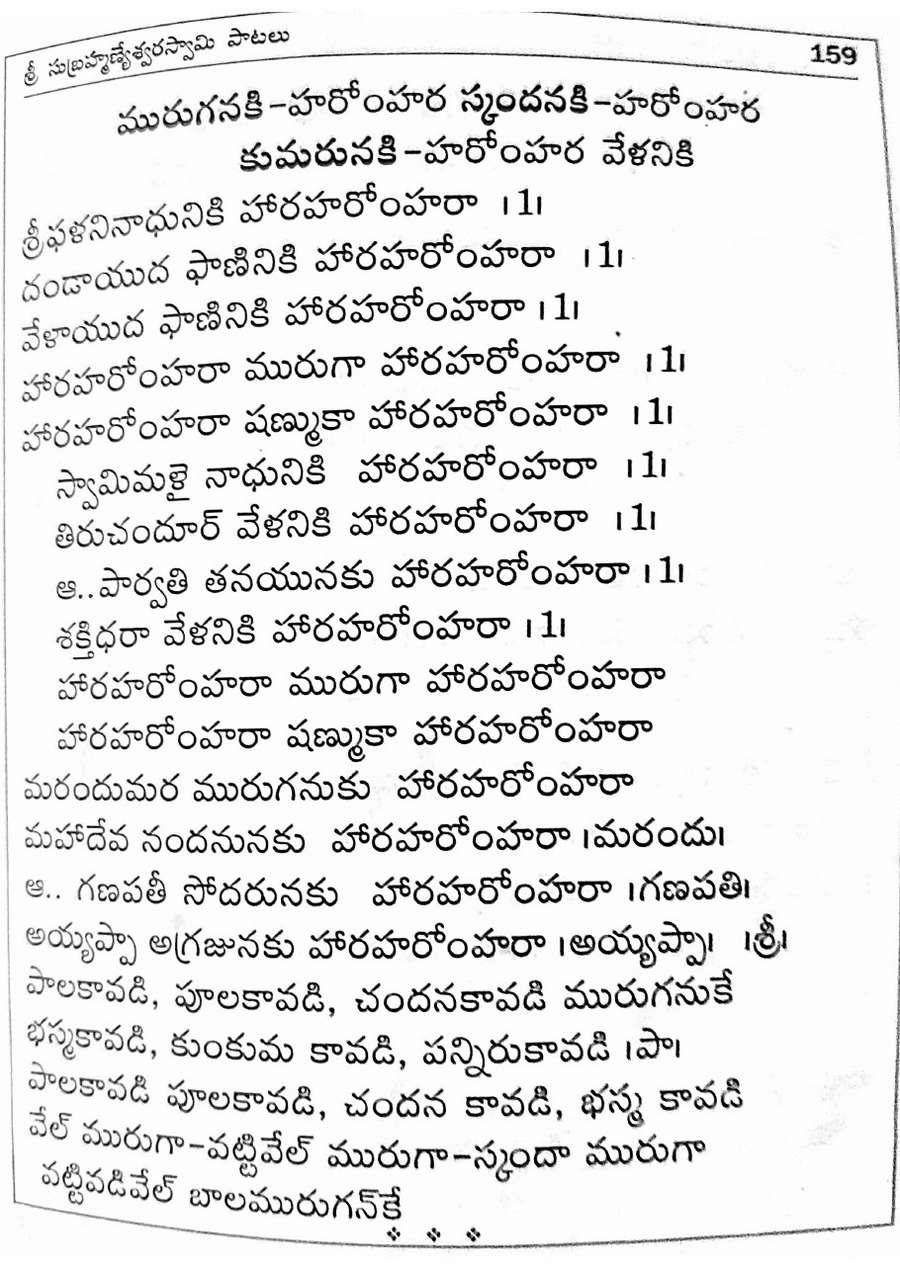 శ్రీ సుబ్రహ్మణ్యేశ్వరస్వామి పాటలు 159
మురుగనకి-హరోంహర స్కందనకి-హరోంహర
కుమరునకి-హరోంహర వేళనికి
శ్రీఫళనినాధునికి హారహరోంహరా ।1।
దండాయుద ఫాణినికి హారహరోంహరా ।1।
వేళాయుద ఫాణినికి హారహరోంహరా ।1।
హారహరోంహరా మురుగా హారహరోంహరా ।1।
హారహరోంహరా షణ్ముకా హారహరోంహరా ।1।
స్వామిమళై నాధునికి హారహరోంహరా ।1।
తిరుచందూర్ వేళనికి హారహరోంహరా ।1।
ఆ..పార్వతి తనయునకు హారహరోంహరా ।1।
శక్తిధరా వేళనికి హారహరోంహరా ।1।
హారహరోంహరా మురుగా హారహరోంహరా
హారహరోంహరా షణ్ముకా హారహరోంహరా
మరందుమర మురుగనుకు హారహరోంహరా
మహాదేవ నందనునకు హారహరోంహరా ।మరందు।
ఆ.. గణపతీ సోదరునకు హారహరోంహరా ।గణపతి।
అయ్యప్పా అగ్రజునకు హారహరోంహరా ।అయ్యప్పా। ।శ్రీ।
పాలకావడి, పూలకావడి, చందనకావడి మురుగనుకే
భస్మకావడి, కుంకుమ కావడి, పన్నిరుకావడి ।పా।
పాలకావడి పూలకావడి, చందన కావడి, భస్మ కావడి
వేల్ మురుగా-వట్టివేల్ మురుగా-స్కందా మురుగా
వట్టివడివేల్ బాలమురుగన్‌కే